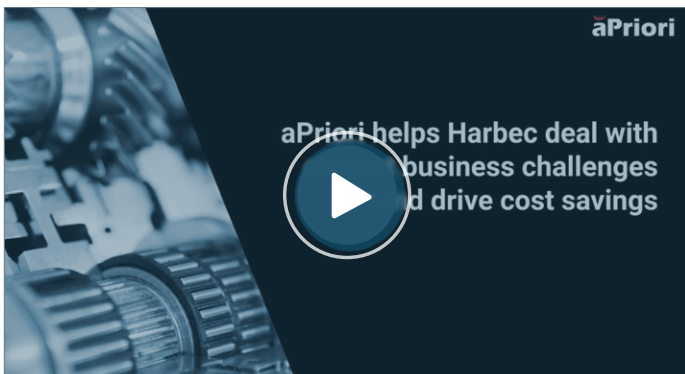 aPriori
aPriori helps Harbec deal with
business challenges
drive cost savings